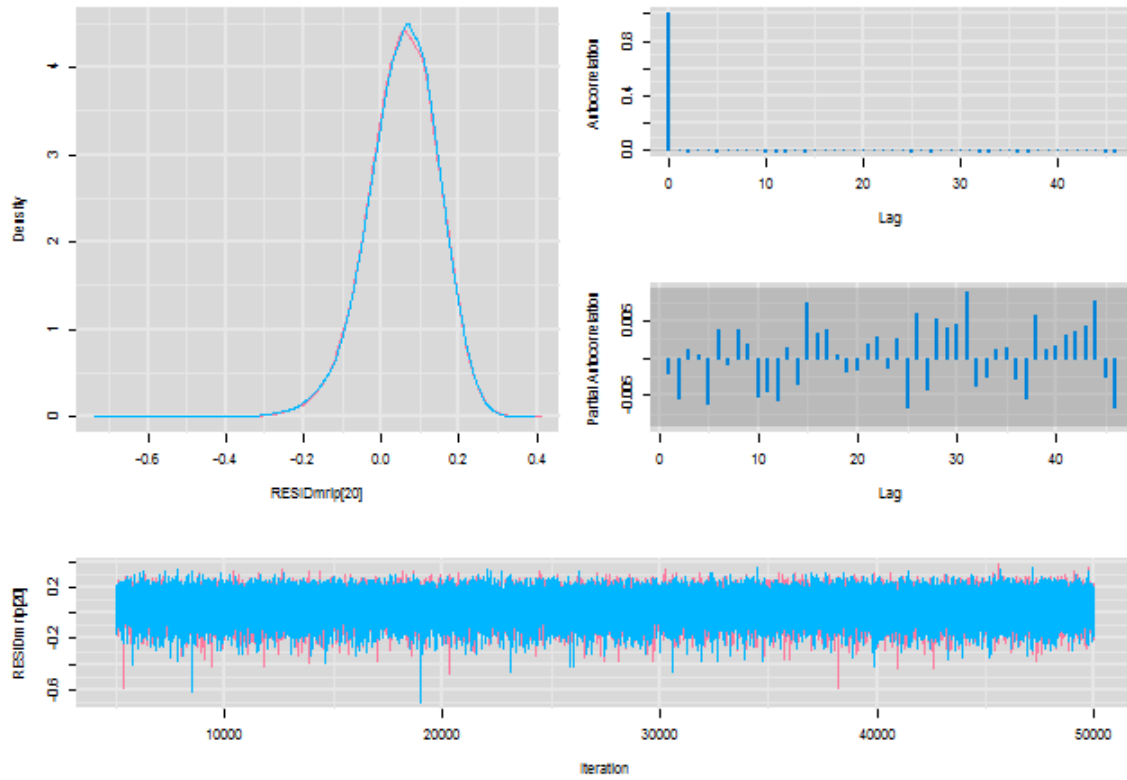 Density
0 1 2 3 4
-0.6 -0.4 -0.2 0.0 0.2 0.4
RESIDmrip[20]
Autocorrelation
0.0 0.4 0.8
0 10 20 30 40
Lag
Partial Autocorrelation
-0.005 0.005
0 10 20 30 40
Lag
RESIDmrip[20]
-0.6 -0.2 0.2
10000 20000 30000 40000 50000
Iteration